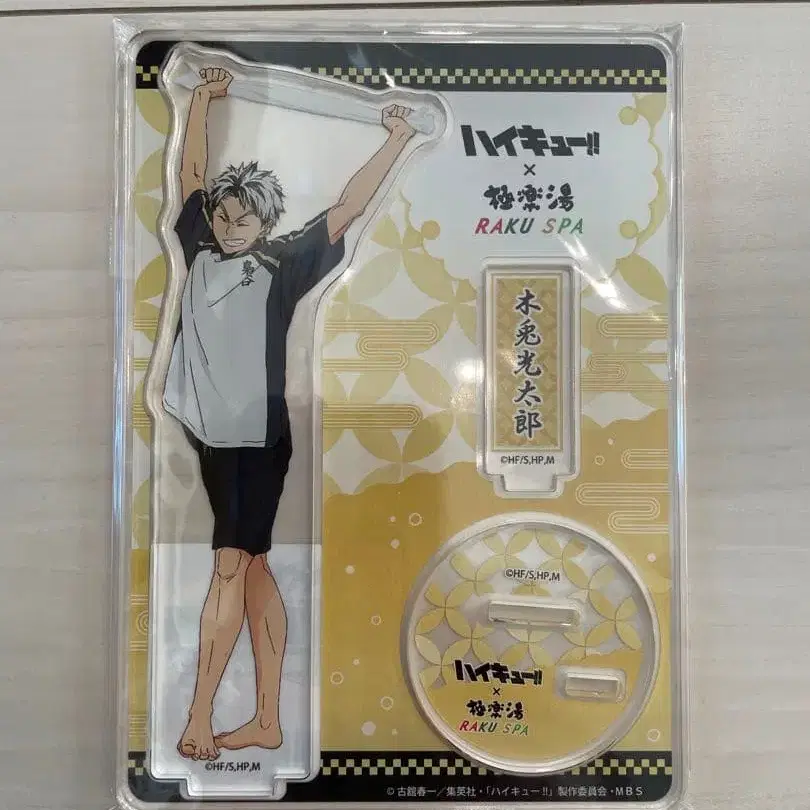 ハイキュー!!
×
極楽湯
RAKU SPA
梟谷
木兎光太郎
©HF/S,HP,M
©HF/S,HP,M
ハイキュー!!
×
極楽湯
RAKU SPA
©HF/S,HP,M
©古舘春一/集英社・「ハイキュー!!」製作委員会・MBS